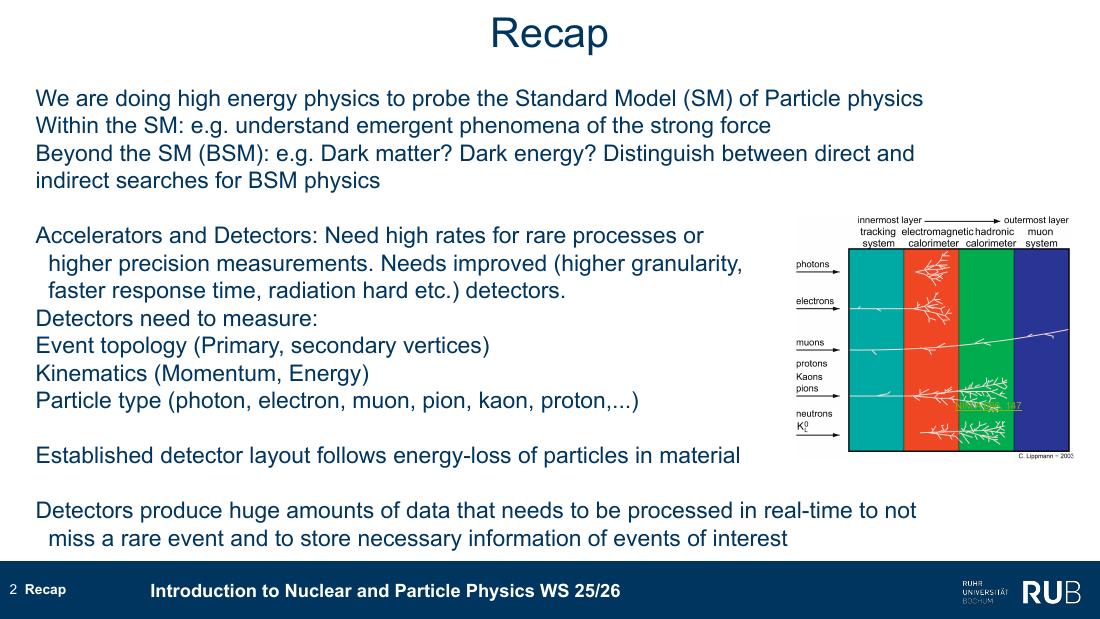 Recap
We are doing high energy physics to probe the Standard Model (SM) of Particle physics
Within the SM: e.g. understand emergent phenomena of the strong force
Beyond the SM (BSM): e.g. Dark matter? Dark energy? Distinguish between direct and
indirect searches for BSM physics
Accelerators and Detectors: Need high rates for rare processes or
higher precision measurements. Needs improved (higher granularity,
faster response time, radiation hard etc.) detectors.
Detectors need to measure:
Event topology (Primary, secondary vertices)
Kinematics (Momentum, Energy)
Particle type (photon, electron, muon, pion, kaon, proton,...)
Established detector layout follows energy-loss of particles in material
Detectors produce huge amounts of data that needs to be processed in real-time to not
miss a rare event and to store necessary information of events of interest
innermost layer outermost layer
tracking electromagnetic hadronic muon
system calorimeter calorimeter system
photons
electrons
muons
protons
Kaons
pions
neutrons
K⁰L
147
C. Lippmann − 2003
2 Recap
Introduction to Nuclear and Particle Physics WS 25/26
RUHR
UNIVERSITÄT
BOCHUM
RUB